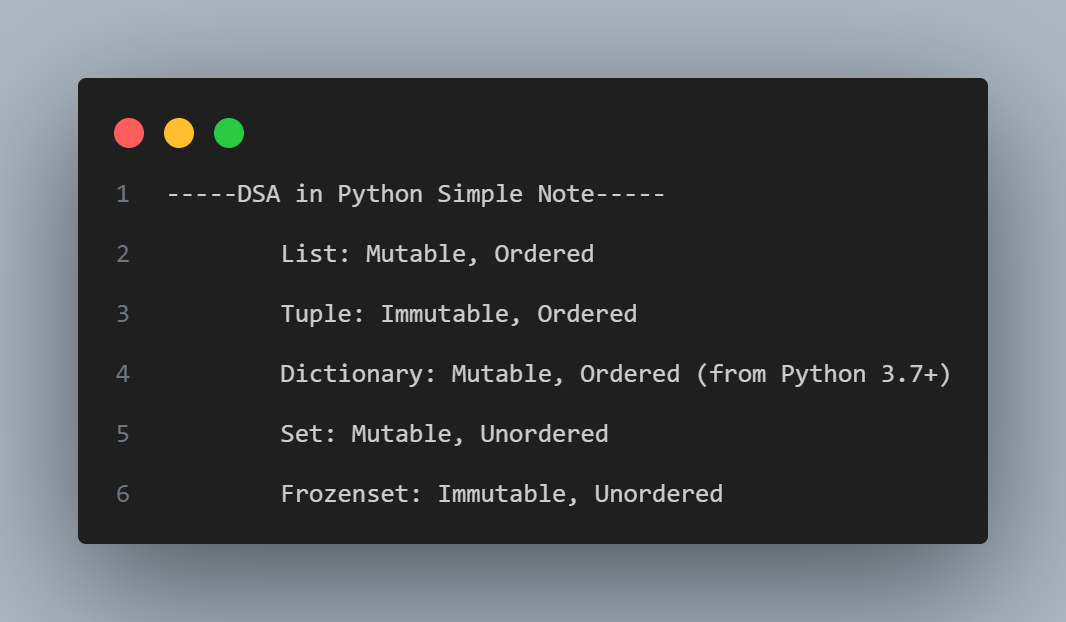 1 -----DSA in Python Simple Note-----
2 List: Mutable, Ordered
3 Tuple: Immutable, Ordered
4 Dictionary: Mutable, Ordered (from Python 3.7+)
5 Set: Mutable, Unordered
6 Frozenset: Immutable, Unordered